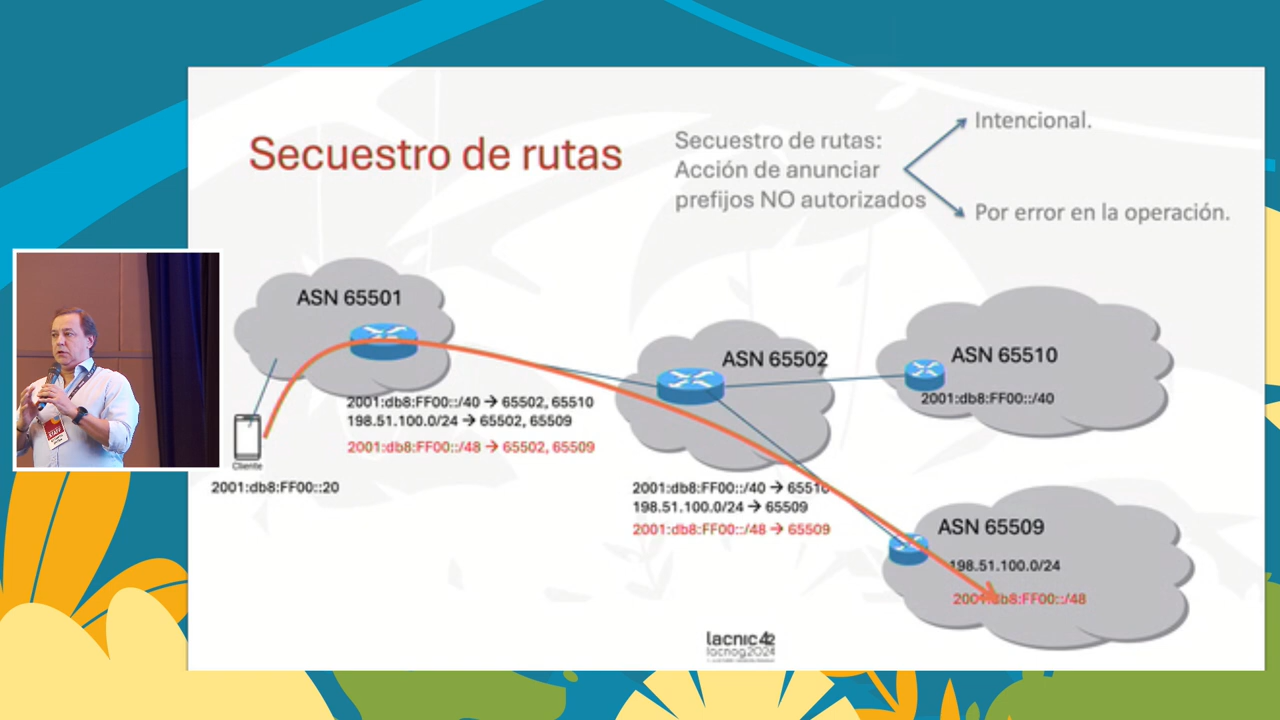 Secuestro de rutas
Secuestro de rutas:
Acción de anunciar
prefijos NO autorizados
Intencional.
Por error en la operación.
ASN 65501
2001:db8:FF00::/40 → 65502, 65510
198.51.100.0/24 → 65502, 65509
2001:db8:FF00::/48 → 65502, 65509
Cliente
2001:db8:FF00::20
ASN 65502
2001:db8:FF00::/40 → 65510
198.51.100.0/24 → 65509
2001:db8:FF00::/48 → 65509
ASN 65510
2001:db8:FF00::/40
ASN 65509
198.51.100.0/24
2001:db8:FF00::/48
lacnic42
lacnog2024